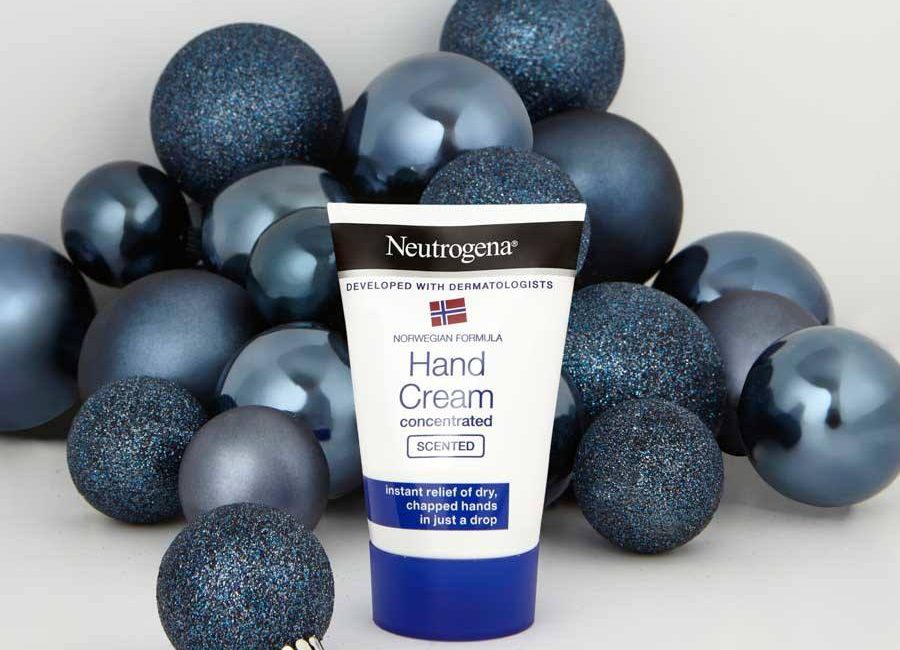 Neutrogena®
DEVELOPED WITH DERMATOLOGISTS
NORWEGIAN FORMULA
Hand
Cream
concentrated
SCENTED
instant relief of dry,
chapped hands
in just a drop